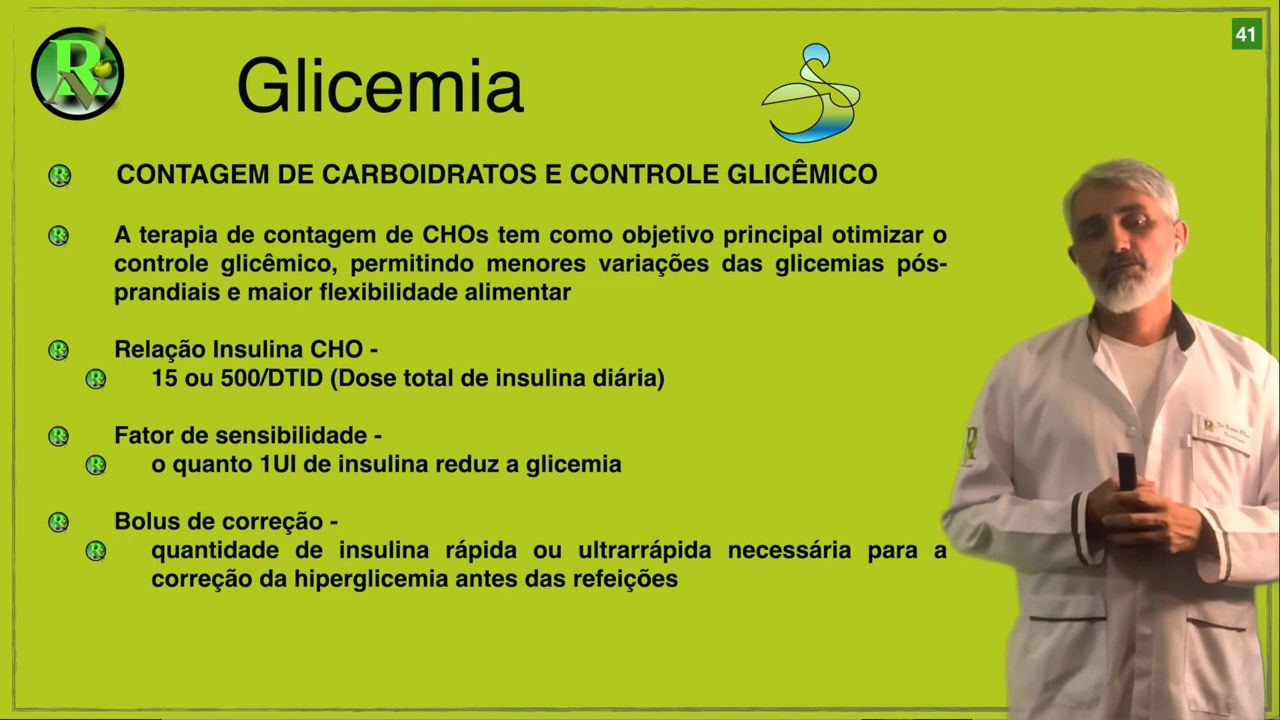 41
Glicemia
CONTAGEM DE CARBOIDRATOS E CONTROLE GLICÊMICO
A terapia de contagem de CHOs tem como objetivo principal otimizar o
controle glicêmico, permitindo menores variações das glicemias pós-
prandiais e maior flexibilidade alimentar
Relação Insulina CHO -
15 ou 500/DTID (Dose total de insulina diária)
Fator de sensibilidade -
o quanto 1UI de insulina reduz a glicemia
Bolus de correção -
quantidade de insulina rápida ou ultrarrápida necessária para a
correção da hiperglicemia antes das refeições